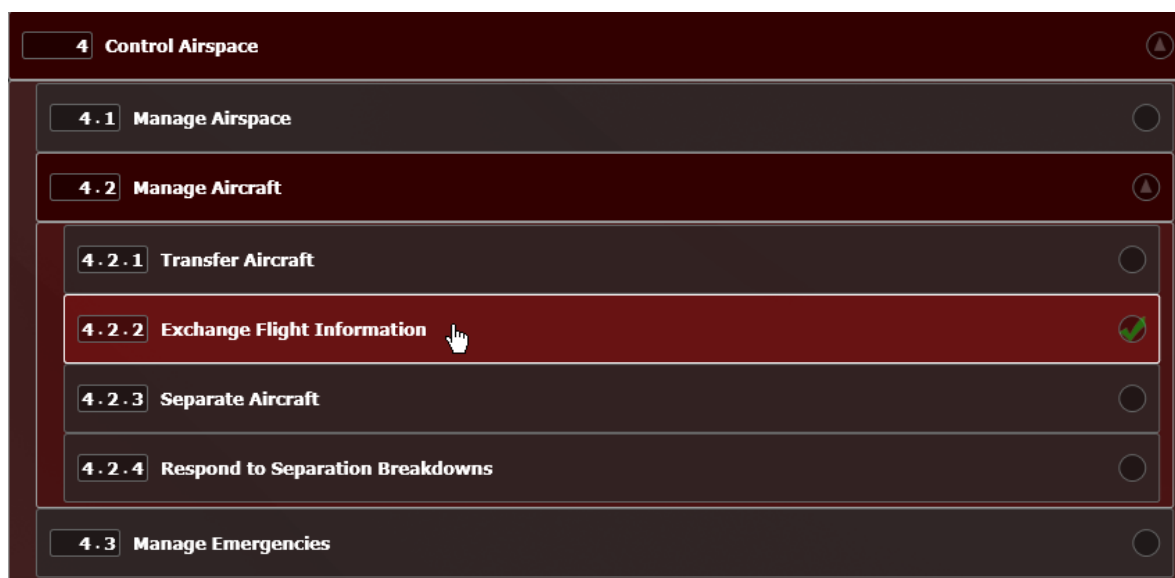 4 Control Airspace
4.1 Manage Airspace
4.2 Manage Aircraft
4.2.1 Transfer Aircraft
4.2.2 Exchange Flight Information
4.2.3 Separate Aircraft
4.2.4 Respond to Separation Breakdowns
4.3 Manage Emergencies